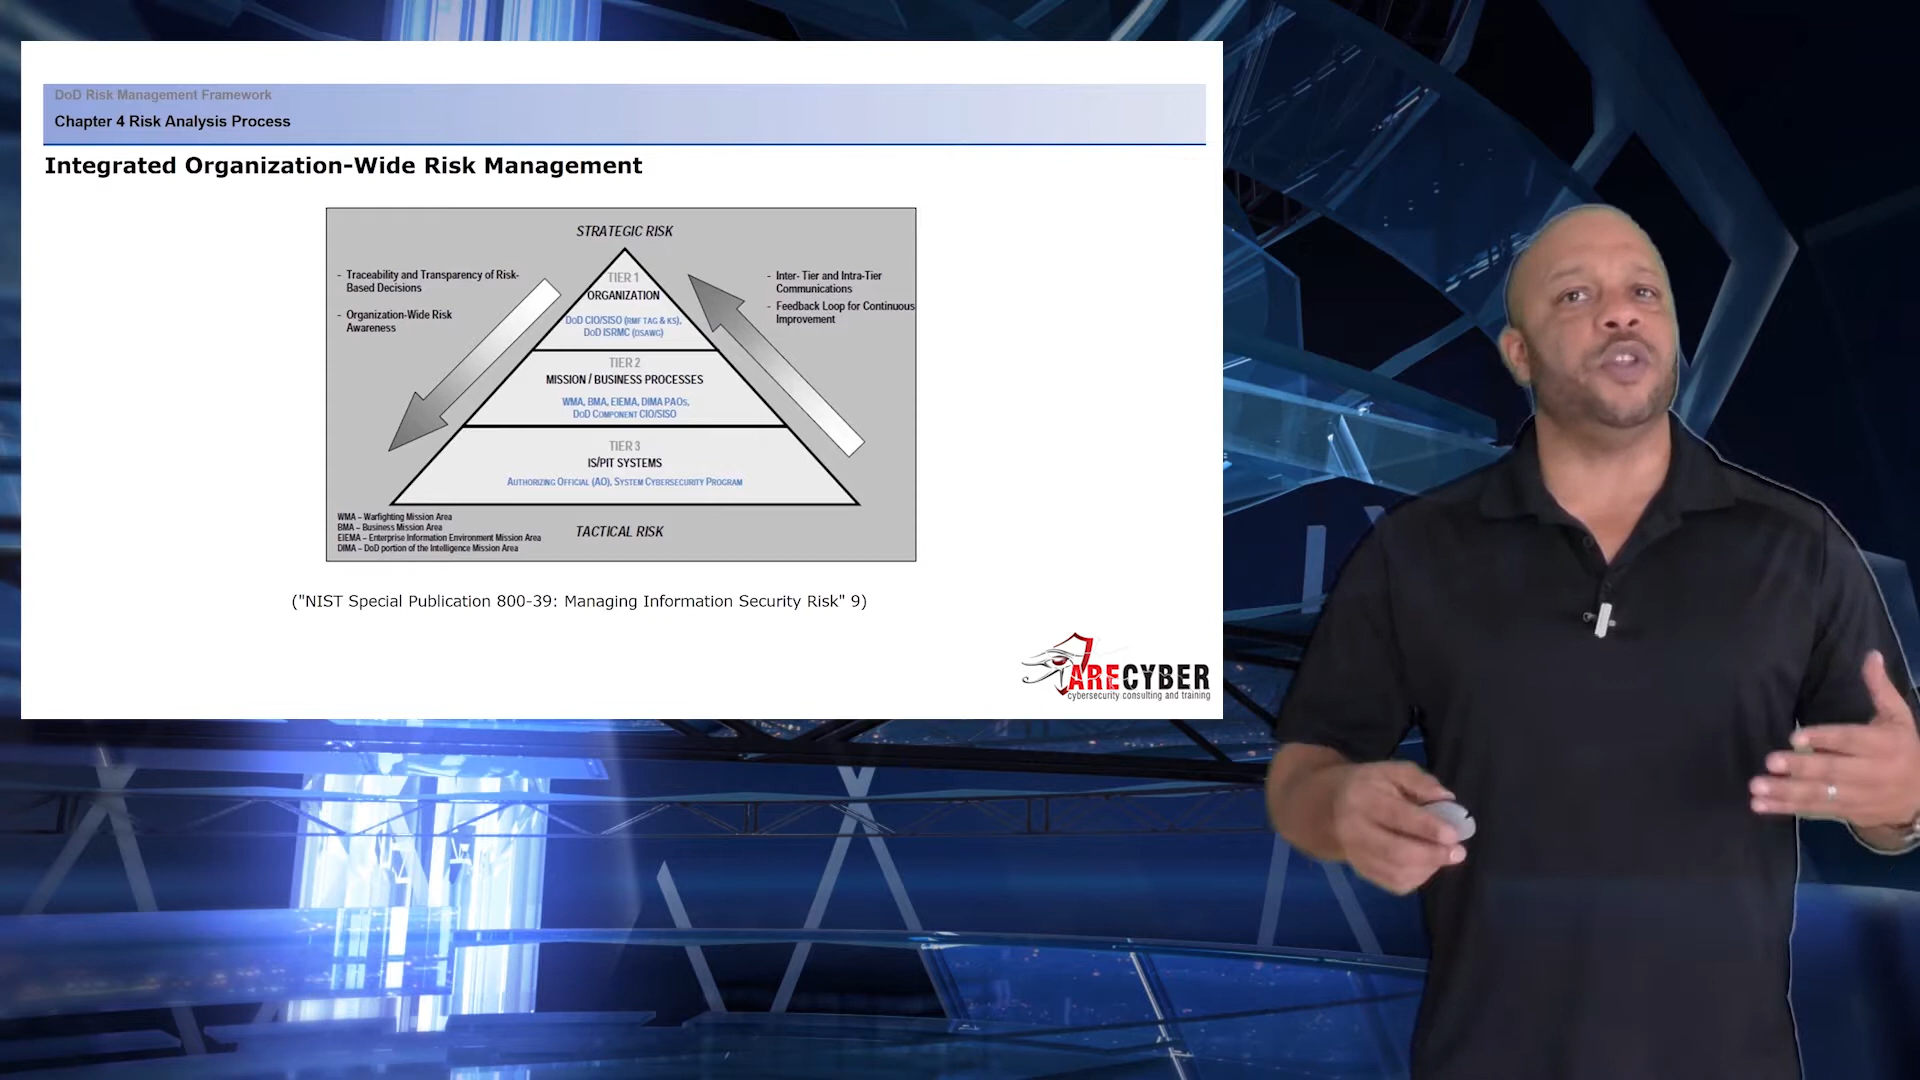 DoD Risk Management Framework
Chapter 4 Risk Analysis Process
Integrated Organization-Wide Risk Management
STRATEGIC RISK
- Traceability and Transparency of Risk-
Based Decisions
- Organization-Wide Risk
Awareness
- Inter- Tier and Intra-Tier
Communications
- Feedback Loop for Continuous
Improvement
TIER 1
ORGANIZATION
DoD CIO/SISO (RMF TAG & KS),
DoD ISRMC (DSAWG)
TIER 2
MISSION / BUSINESS PROCESSES
WMA, BMA, EIEMA, DIMA PAOs,
DoD Component CIO/SISO
TIER 3
IS/PIT SYSTEMS
Authorizing Official (AO), System Cybersecurity Program
WMA – Warfighting Mission Area
BMA – Business Mission Area
EIEMA – Enterprise Information Environment Mission Area
DIMA – DoD portion of the Intelligence Mission Area
TACTICAL RISK
("NIST Special Publication 800-39: Managing Information Security Risk" 9)
ARECYBER
cybersecurity consulting and training